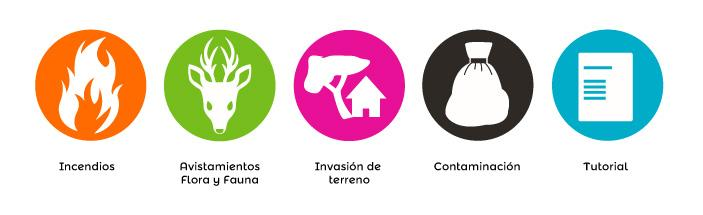 Incendios
Avistamientos
Flora y Fauna
Invasión de
terreno
Contaminación
Tutorial